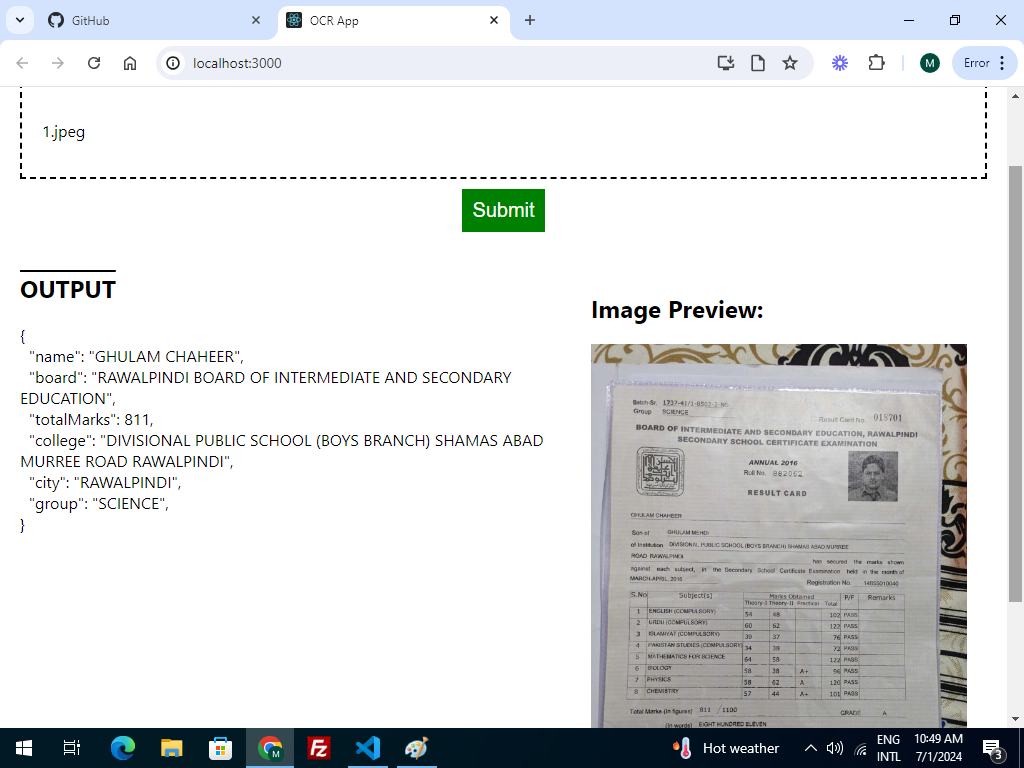 GitHub
OCR App
localhost:3000
M
Error
1.jpeg
Submit
OUTPUT
{
"name": "GHULAM CHAHEER",
"board": "RAWALPINDI BOARD OF INTERMEDIATE AND SECONDARY
EDUCATION",
"totalMarks": 811,
"college": "DIVISIONAL PUBLIC SCHOOL (BOYS BRANCH) SHAMAS ABAD
MURREE ROAD RAWALPINDI",
"city": "RAWALPINDI",
"group": "SCIENCE",
}
Image Preview:
Batch-Sr.
Group SCIENCE
Result Card No. 018701
BOARD OF INTERMEDIATE AND SECONDARY EDUCATION, RAWALPINDI
SECONDARY SCHOOL CERTIFICATE EXAMINATION
ANNUAL 2016
Roll No. 882062
RESULT CARD
GHULAM CHAHEER
Son of GHULAM MEHDI
of Institution DIVISIONAL PUBLIC SCHOOL (BOYS BRANCH) SHAMAS ABAD MURREE
ROAD RAWALPINDI has secured the marks shown
against each subject, in the Secondary School Certificate Examination held in the month of
MARCH-APRIL, 2016 Registration No.
S.No Subject(s) Marks Obtained P/F Remarks
Theory-I Theory-II Practical Total
1 ENGLISH (COMPULSORY) 54 48 102 PASS
2 URDU (COMPULSORY) 60 62 122 PASS
3 ISLAMIYAT (COMPULSORY) 39 37 76 PASS
4 PAKISTAN STUDIES (COMPULSORY) 34 38 72 PASS
5 MATHEMATICS FOR SCIENCE 64 58 122 PASS
6 BIOLOGY 58 38 A+ 96 PASS
7 PHYSICS 58 62 A 120 PASS
8 CHEMISTRY 57 44 A+ 101 PASS
Total Marks (in figures) 811 / 1100 GRADE A
(in words) EIGHT HUNDRED ELEVEN
Hot weather
ENG
INTL
10:49 AM
7/1/2024
3